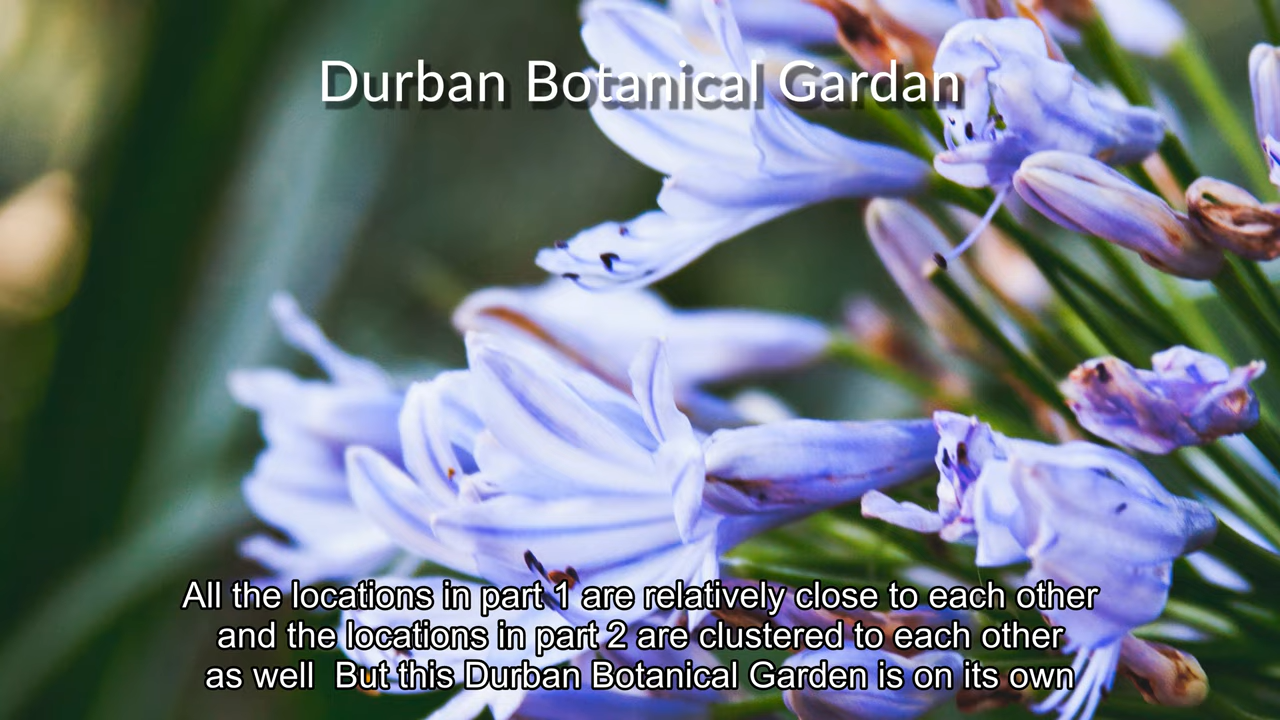 Durban Botanical Gardan
All the locations in part 1 are relatively close to each other
and the locations in part 2 are clustered to each other
as well  But this Durban Botanical Garden is on its own